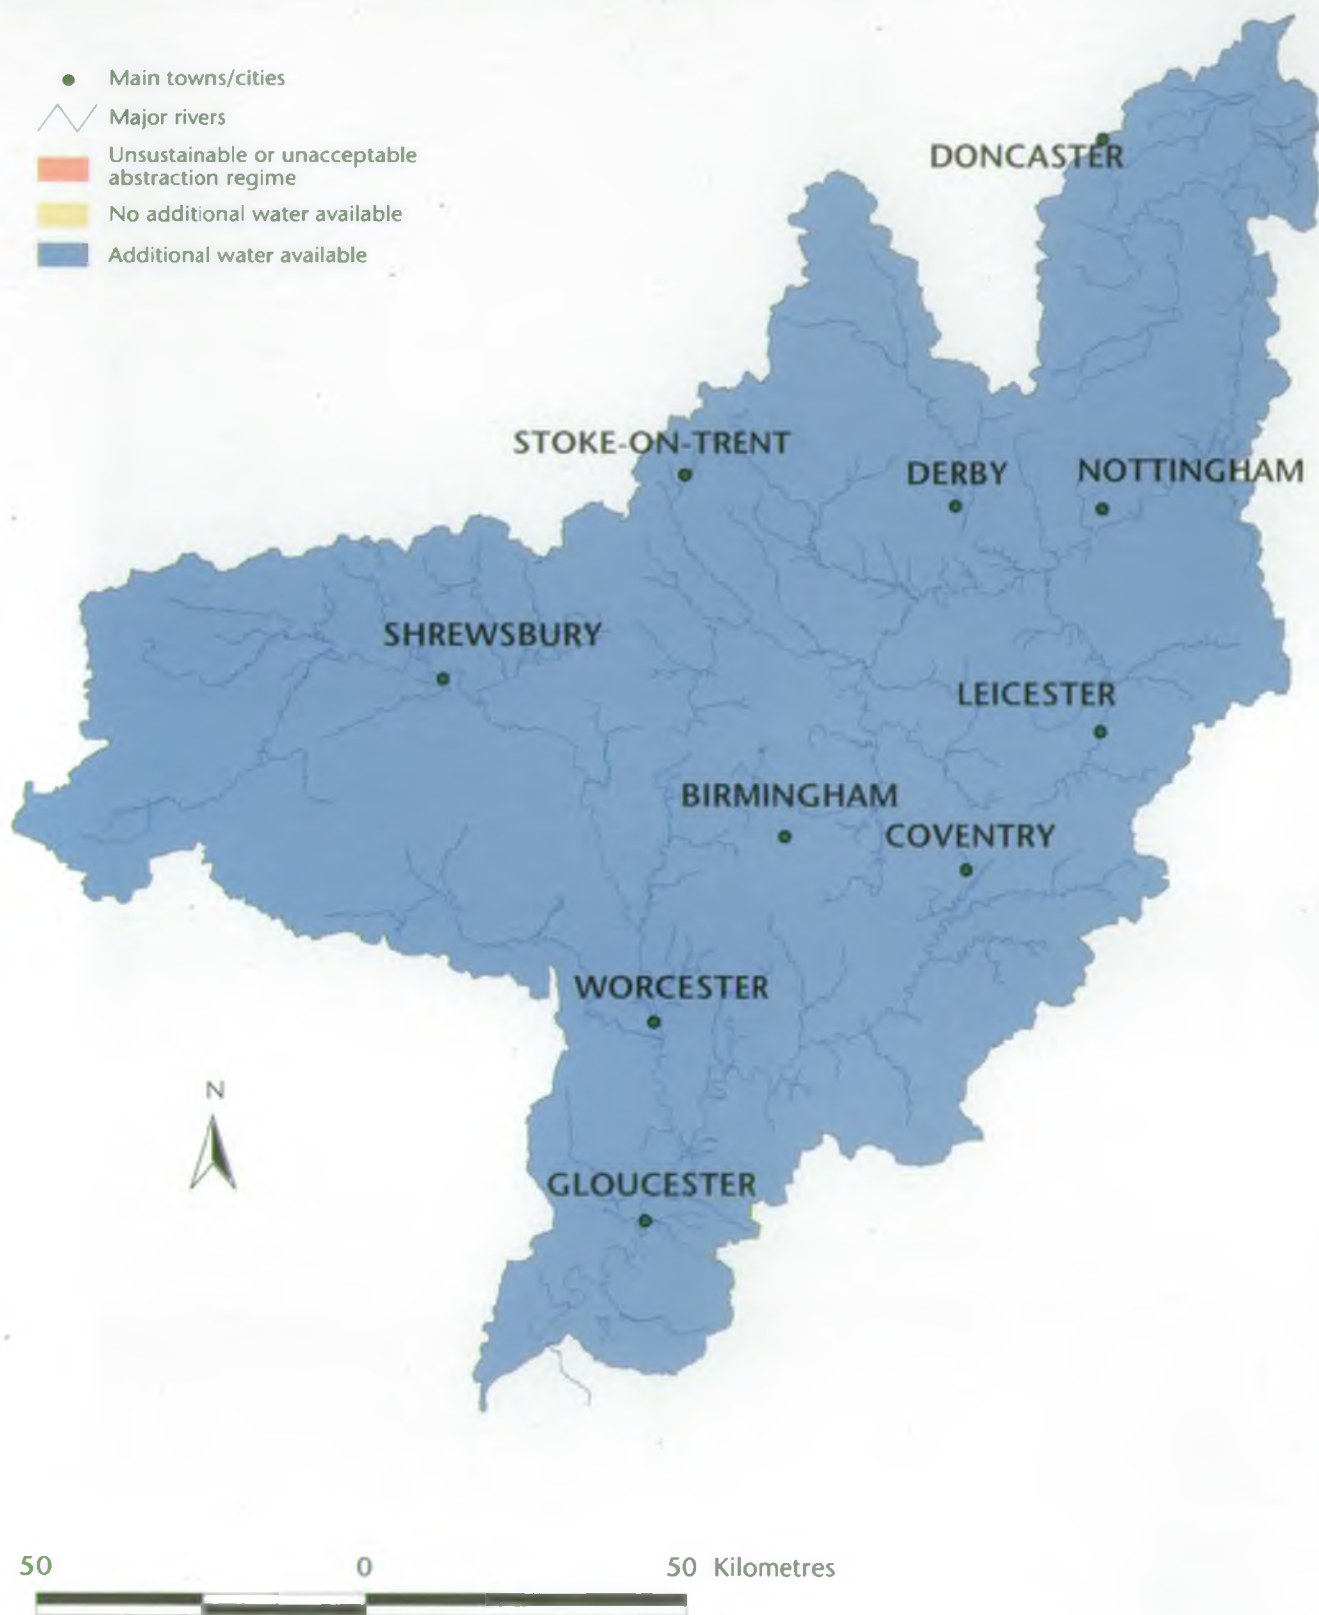 Main towns/cities
Major rivers
Unsustainable or unacceptable
abstraction regime
No additional water available
Additional water available
DONCASTER
STOKE-ON-TRENT
DERBY
NOTTINGHAM
SHREWSBURY
LEICESTER
BIRMINGHAM
COVENTRY
WORCESTER
N
GLOUCESTER
50 0 50 Kilometres